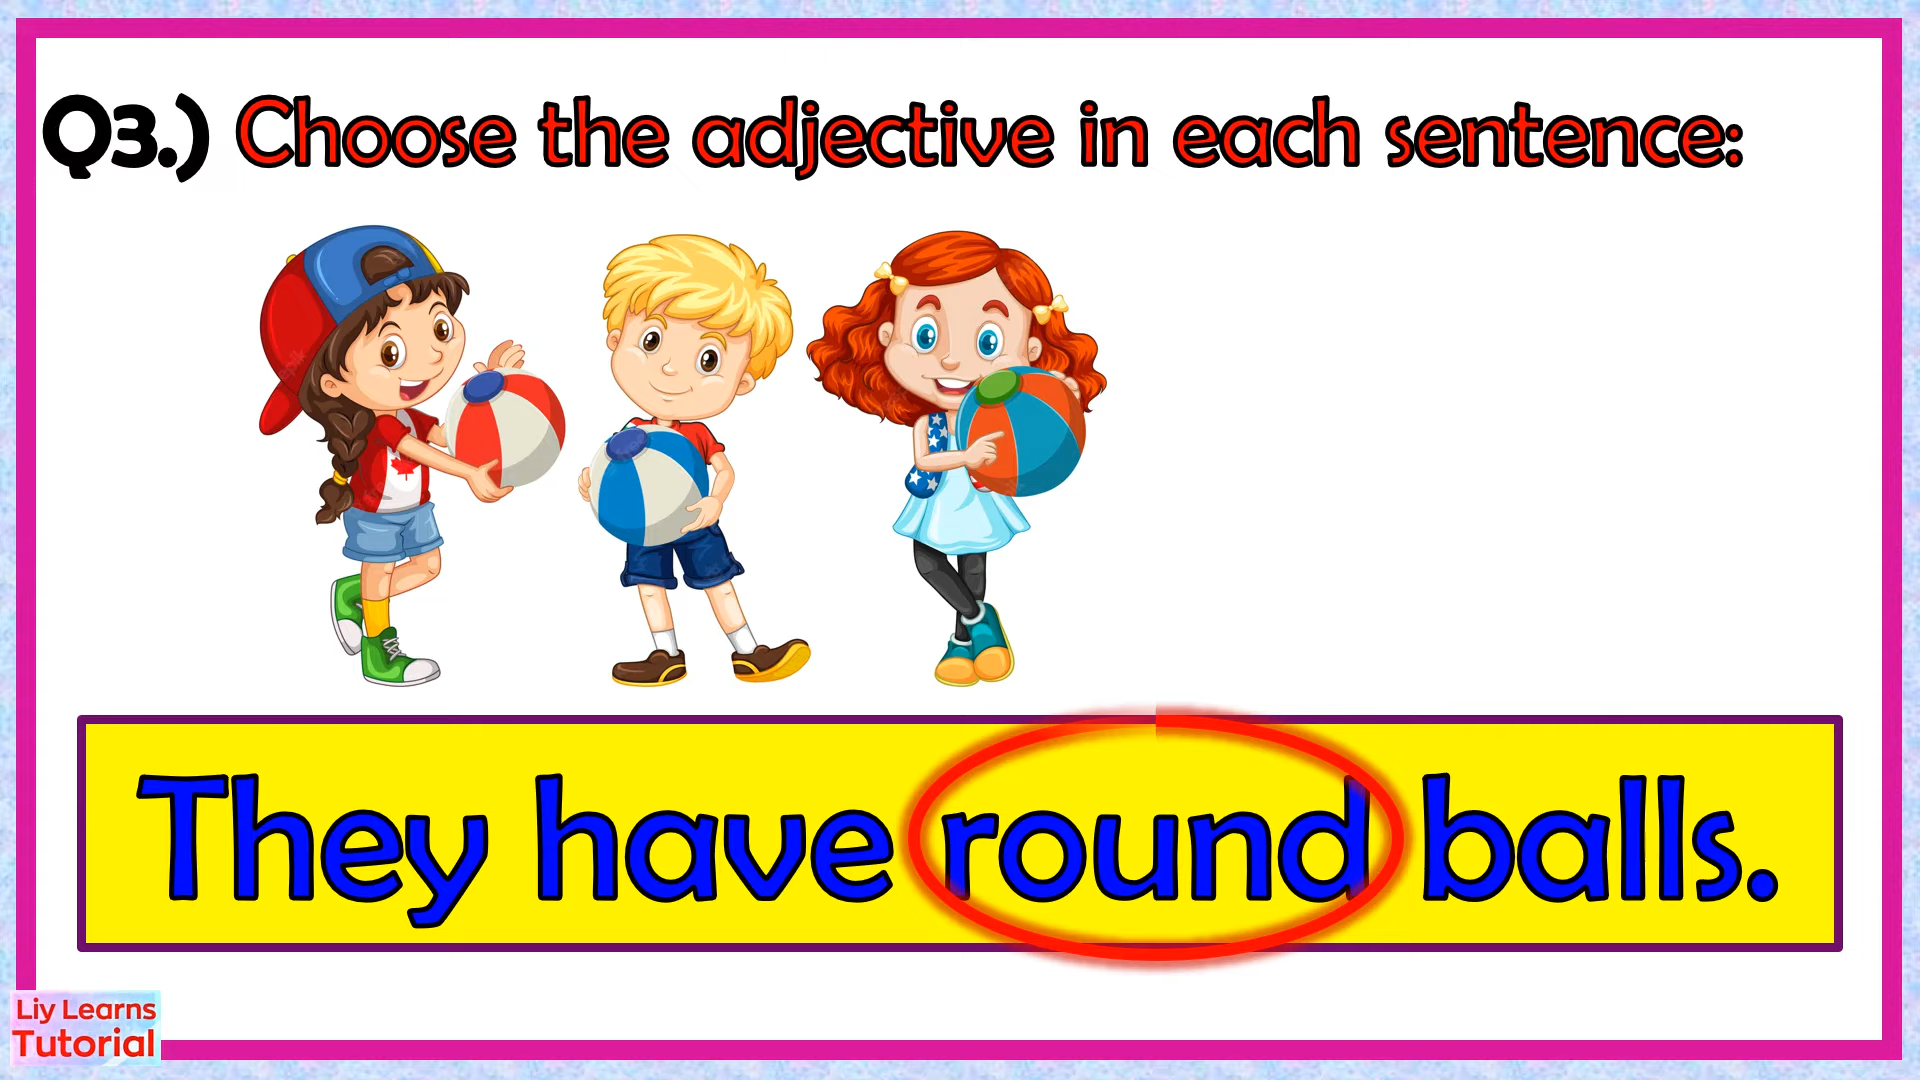 Q3.) Choose the adjective in each sentence:
They have round balls.
Liy Learns
Tutorial